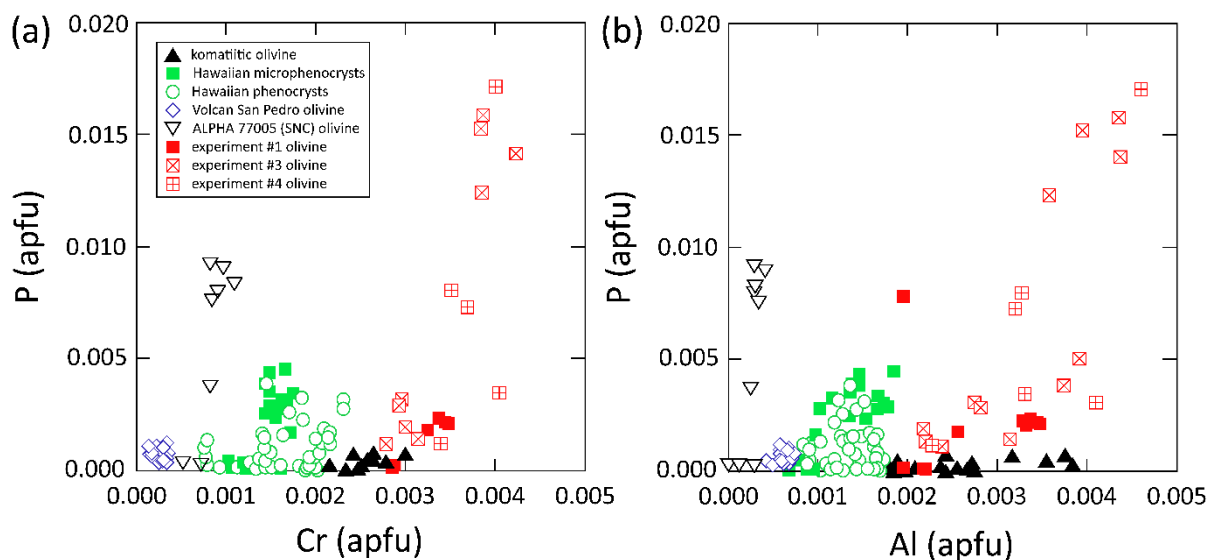 (a)
0.020
0.015
0.010
0.005
0.000
P (apfu)
komatiitic olivine
Hawaiian microphenocrysts
Hawaiian phenocrysts
Volcan San Pedro olivine
ALPHA 77005 (SNC) olivine
experiment #1 olivine
experiment #3 olivine
experiment #4 olivine
0.000 0.001 0.002 0.003 0.004 0.005
Cr (apfu)
(b)
0.020
0.015
0.010
0.005
0.000
P (apfu)
0.000 0.001 0.002 0.003 0.004 0.005
Al (apfu)